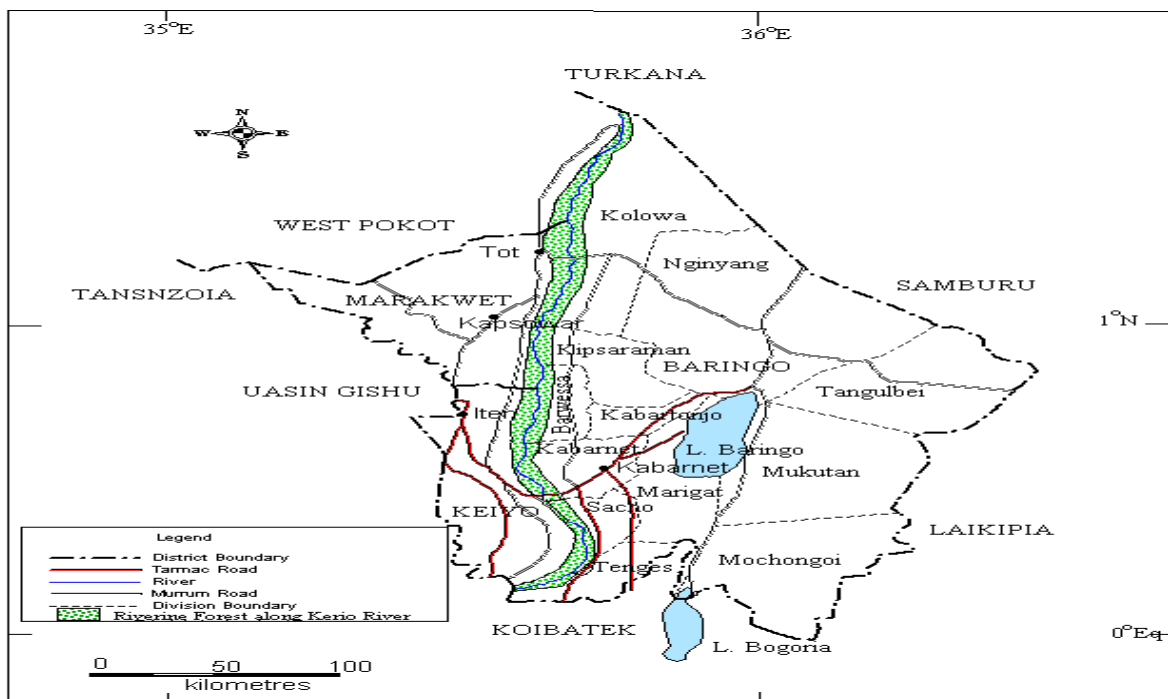 35°E
36°E
TURKANA
N
W E
S
WEST POKOT
Kolowa
Tot
Nginyang
TANSNZOIA
SAMBURU
MARAKWET
Kapsowar
1°N
Kipsaraman
BARINGO
UASIN GISHU
Tangulbei
Barwessa
Iten
Kabartonjo
Kabarnet
L. Baringo
Kabarnet
Mukutan
Marigat
Sacho
KEIYO
LAIKIPIA
Legend
District Boundary
Tarmac Road
River
Murrum Road
Division Boundary
Riverine Forest along Kerio River
Tenges
Mochongoi
KOIBATEK
0°Eq
L. Bogoria
0 50 100
kilometres